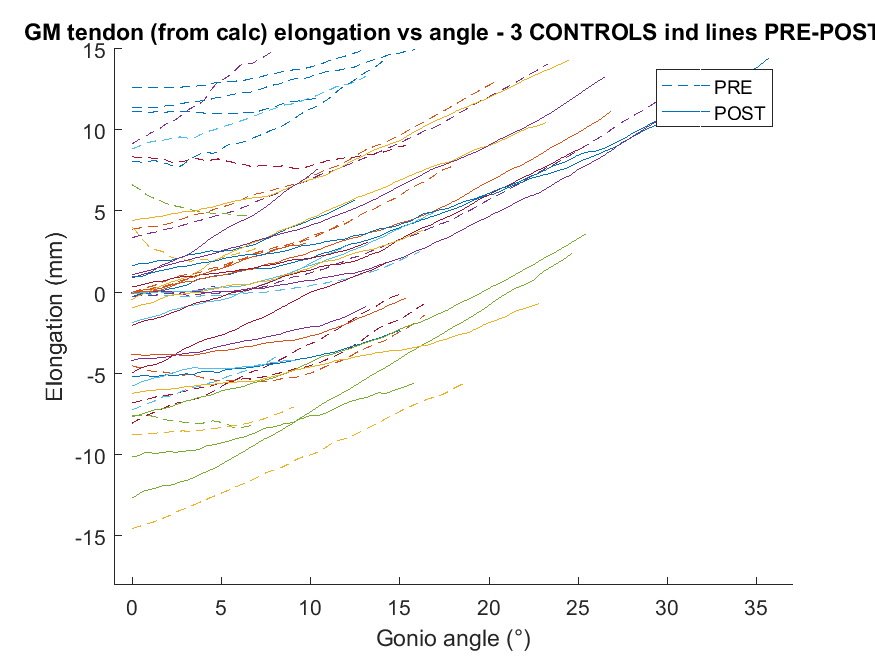 GM tendon (from calc) elongation vs angle - 3 CONTROLS ind lines PRE-POST
15
10
5
0
-5
-10
-15
Elongation (mm)
PRE
POST
0 5 10 15 20 25 30 35
Gonio angle (°)